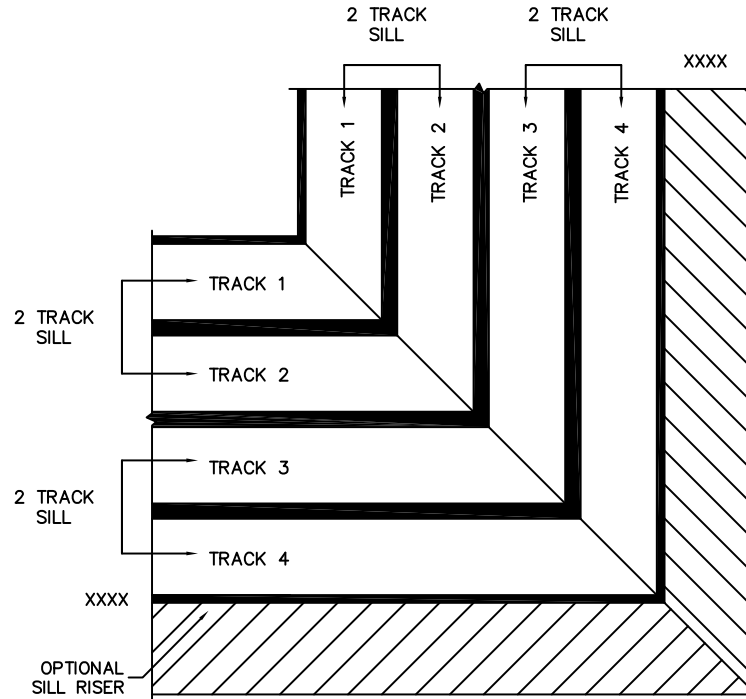 2 TRACK
SILL
2 TRACK
SILL
XXXX
TRACK 1
TRACK 2
TRACK 3
TRACK 4
TRACK 1
2 TRACK
SILL
TRACK 2
TRACK 3
2 TRACK
SILL
TRACK 4
XXXX
OPTIONAL
SILL RISER